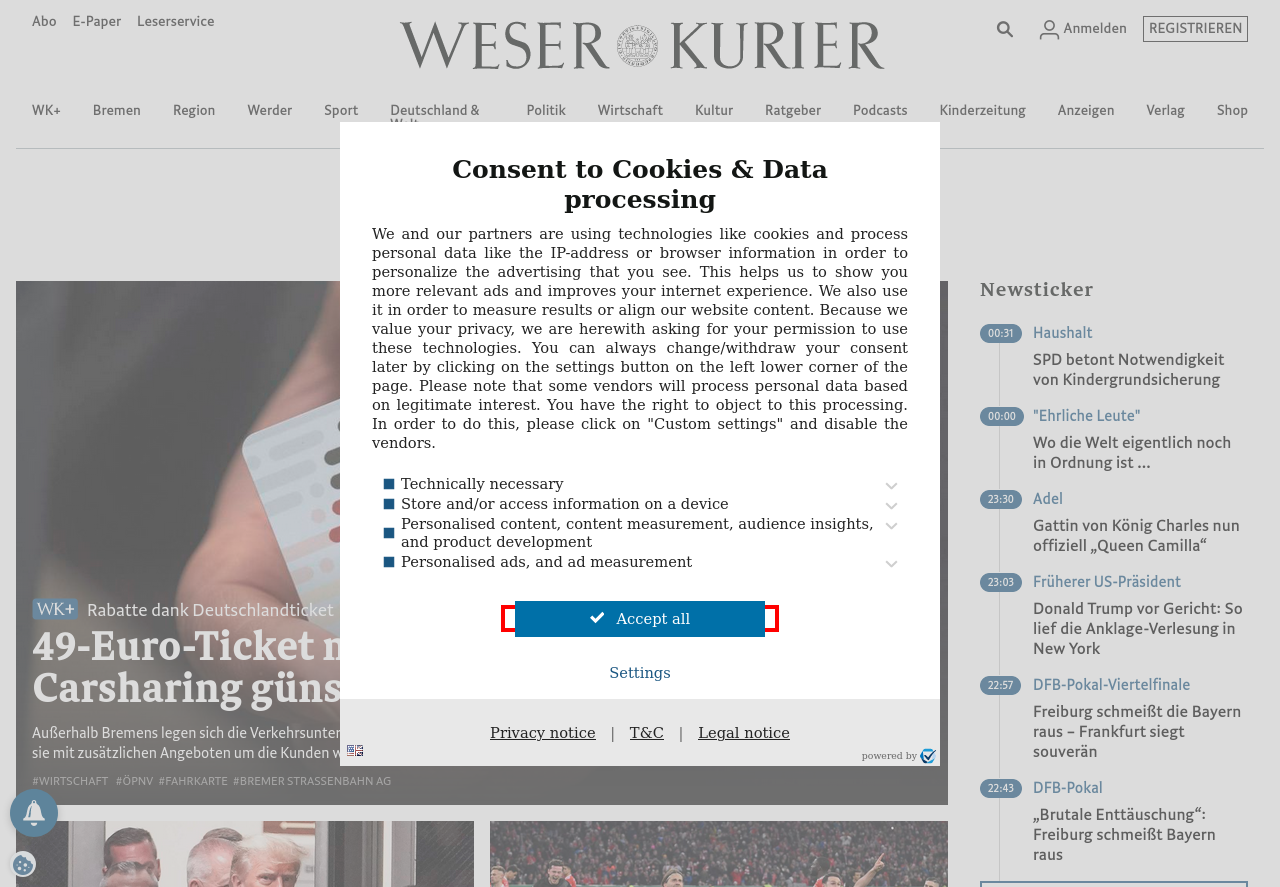 Abo E-Paper Leserservice
WESER KURIER
Anmelden REGISTRIEREN
WK+ Bremen Region Werder Sport Deutschland & Politik Wirtschaft Kultur Ratgeber Podcasts Kinderzeitung Anzeigen Verlag Shop
Consent to Cookies & Data
processing
We and our partners are using technologies like cookies and process
personal data like the IP-address or browser information in order to
personalize the advertising that you see. This helps us to show you
more relevant ads and improves your internet experience. We also use
it in order to measure results or align our website content. Because we
value your privacy, we are herewith asking for your permission to use
these technologies. You can always change/withdraw your consent
later by clicking on the settings button on the left lower corner of the
page. Please note that some vendors will process personal data based
on legitimate interest. You have the right to object to this processing.
In order to do this, please click on "Custom settings" and disable the
vendors.
Technically necessary
Store and/or access information on a device
Personalised content, content measurement, audience insights,
and product development
Personalised ads, and ad measurement
Accept all
Settings
Privacy notice | T&C | Legal notice
powered by
WK+ Rabatte dank Deutschlandticket
49-Euro-Ticket
Carsharing
Außerhalb Bremens legen sich die
sie mit zusätzlichen Angeboten um die Kunden
#WIRTSCHAFT #ÖPNV #FAHRKARTE #BREMER STRASSENBAHN AG
Newsticker
00:31 Haushalt
SPD betont Notwendigkeit
von Kindergrundsicherung
00:00 "Ehrliche Leute"
Wo die Welt eigentlich noch
in Ordnung ist ...
23:30 Adel
Gattin von König Charles nun
offiziell „Queen Camilla“
23:03 Früherer US-Präsident
Donald Trump vor Gericht: So
lief die Anklage-Verlesung in
New York
22:57 DFB-Pokal-Viertelfinale
Freiburg schmeißt die Bayern
raus – Frankfurt siegt
souverän
22:43 DFB-Pokal
„Brutale Enttäuschung“:
Freiburg schmeißt Bayern
raus